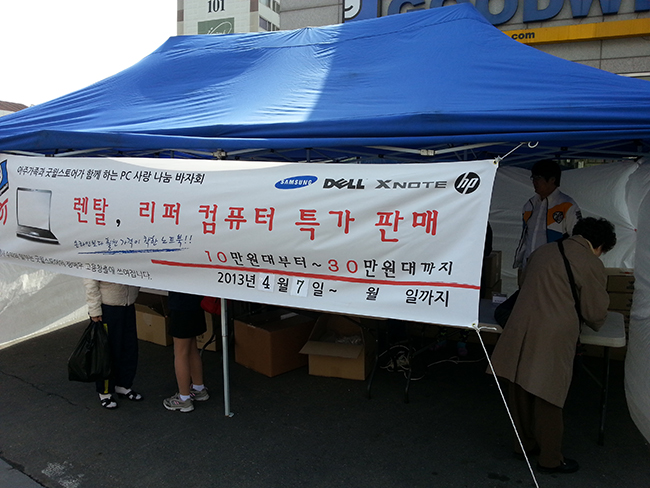 101
GOODWI
.com
아주가족과 굿윌스토어가 함께 하는 PC 사랑 나눔 바자회
SAMSUNG DELL XNOTE hp
렌탈, 리퍼 컴퓨터 특가 판매
10만원대부터~30만원대까지
2013년 4월 7일~ 월 일까지